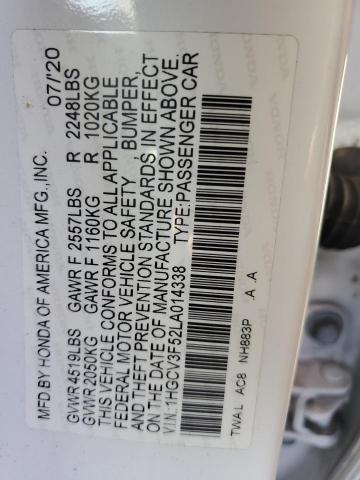 MFD.BY HONDA OF AMERICA MFG.,INC. 07/'20
GVWR 4519LBS GAWR F 2557LBS R 2248LBS
GVWR 2050KG GAWR F 1160KG R 1020KG
THIS VEHICLE CONFORMS TO ALL APPLICABLE
FEDERAL MOTOR VEHICLE SAFETY , BUMPER,
AND THEFT PREVENTION STANDARDS, IN EFFECT
ON THE DATE OF MANUFACTURE SHOWN ABOVE.
V.I.N.:1HGCV3F52LA014338 TYPE:PASSENGER CAR
TWAL AC8 NH883P .A .A